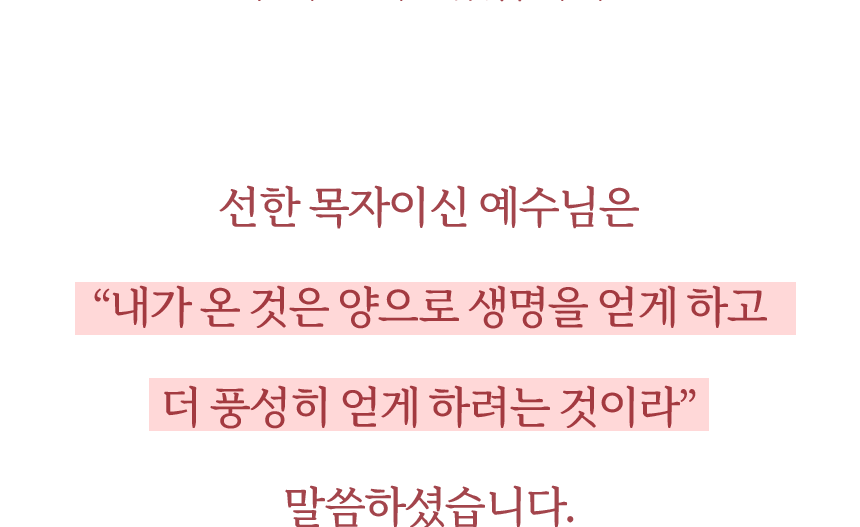 선한 목자이신 예수님은
“내가 온 것은 양으로 생명을 얻게 하고
더 풍성히 얻게 하려는 것이라”
말씀하셨습니다.